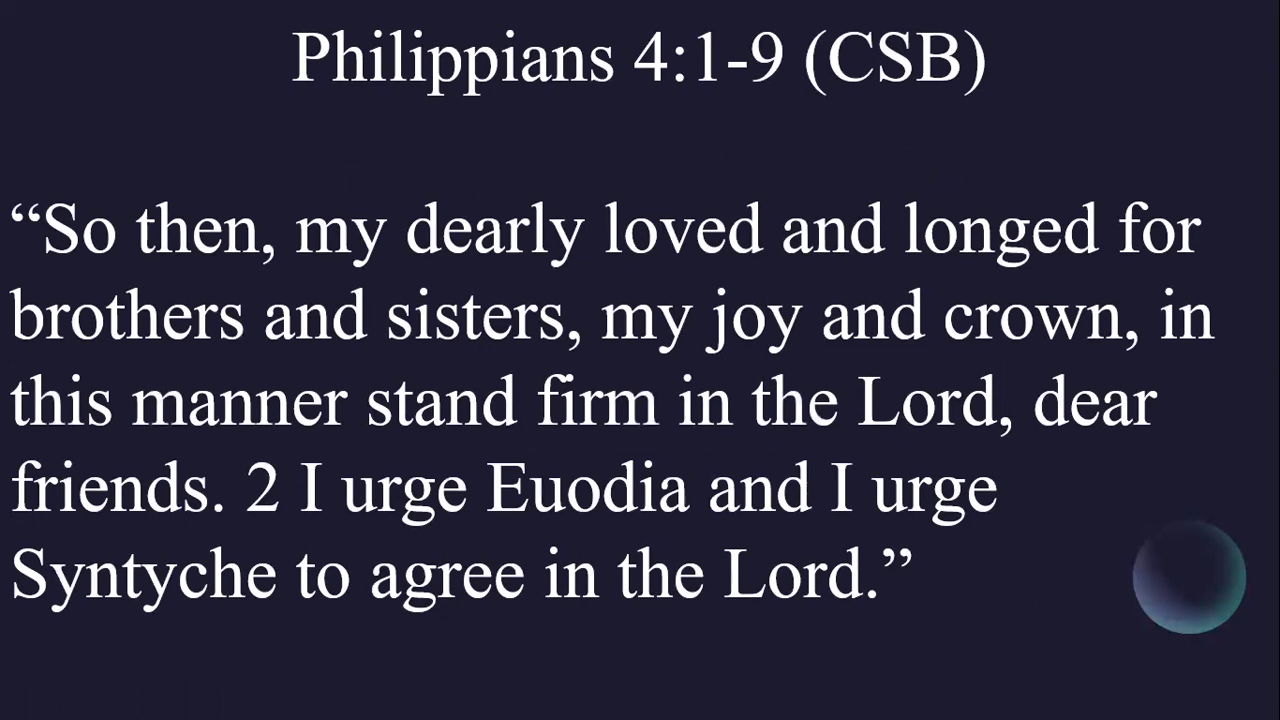 Philippians 4:1-9 (CSB)
“So then, my dearly loved and longed for
brothers and sisters, my joy and crown, in
this manner stand firm in the Lord, dear
friends. 2 I urge Euodia and I urge
Syntyche to agree in the Lord.”